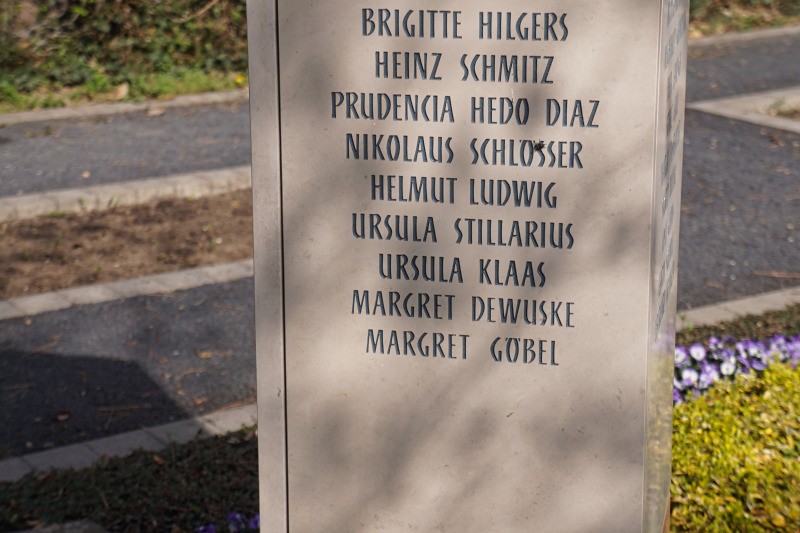 BRIGITTE HILGERS
HEINZ SCHMITZ
PRUDENCIA HEDO DIAZ
NIKOLAUS SCHLÖSSER
HELMUT LUDWIG
URSULA STILLARIUS
URSULA KLAAS
MARGRET DEWUSKE
MARGRET GÖBEL